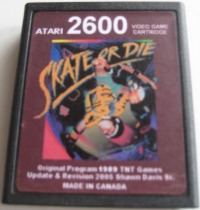 ATARI 2600 VIDEO GAME CARTRIDGE
SKATE OR DIE
Original Program 1989 TNT Games
Update & Revision 2005 Shawn Davis Sr.
MADE IN CANADA